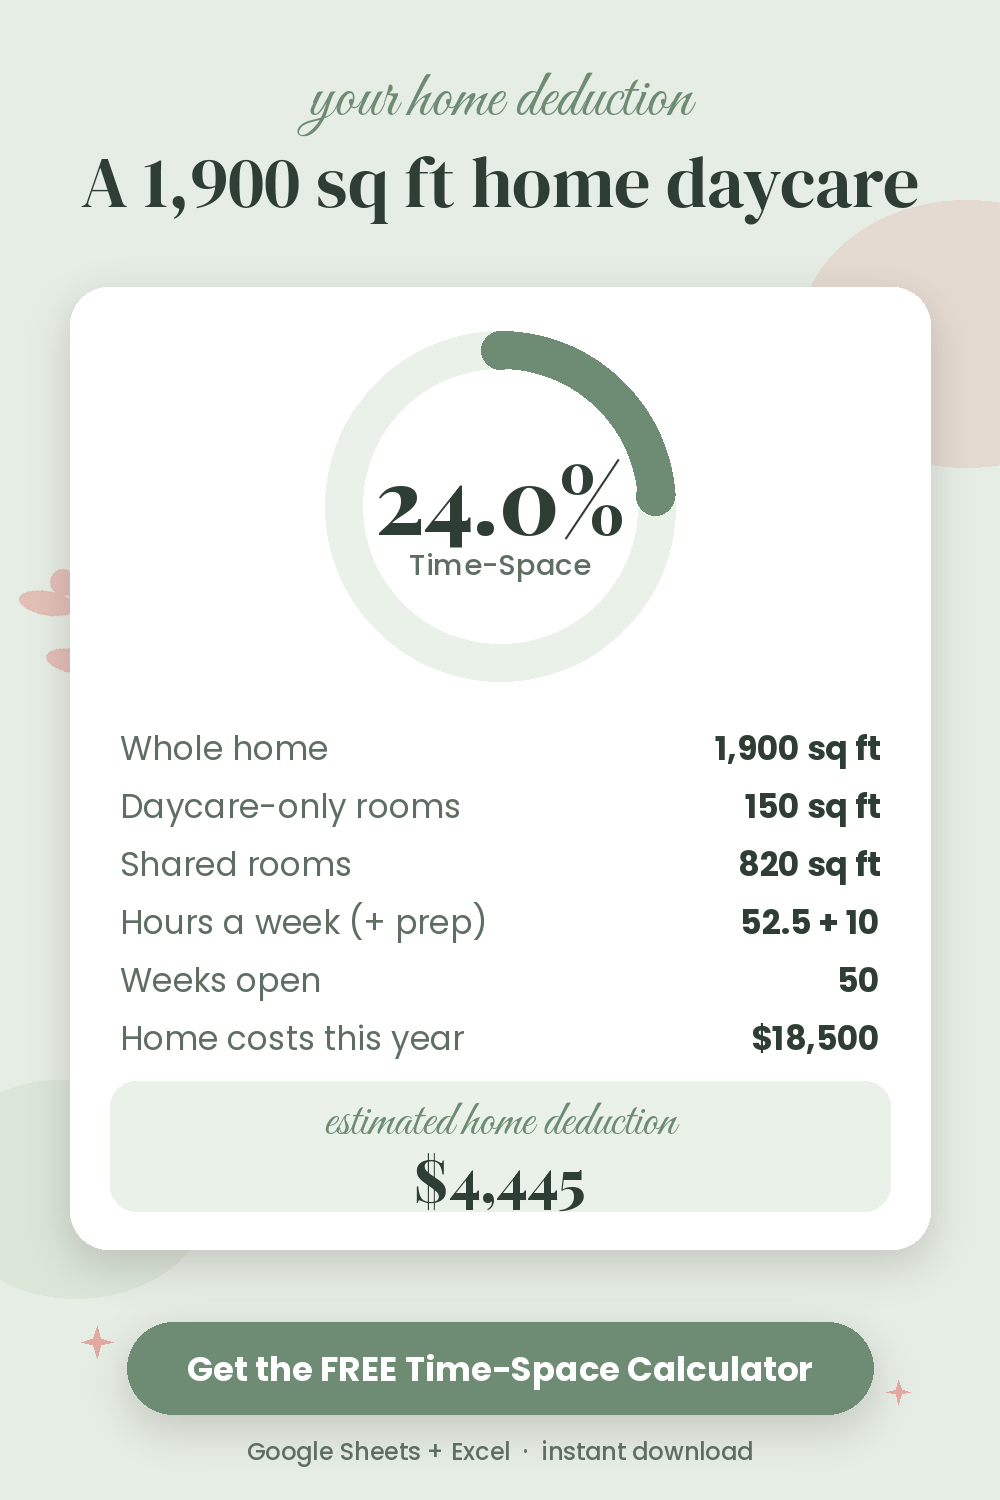 your home deduction
A 1,900 sq ft home daycare
24.0%
Time-Space
Whole home 1,900 sq ft
Daycare-only rooms 150 sq ft
Shared rooms 820 sq ft
Hours a week (+ prep) 52.5 + 10
Weeks open 50
Home costs this year $18,500
estimated home deduction
$4,445
Get the FREE Time-Space Calculator
Google Sheets + Excel · instant download